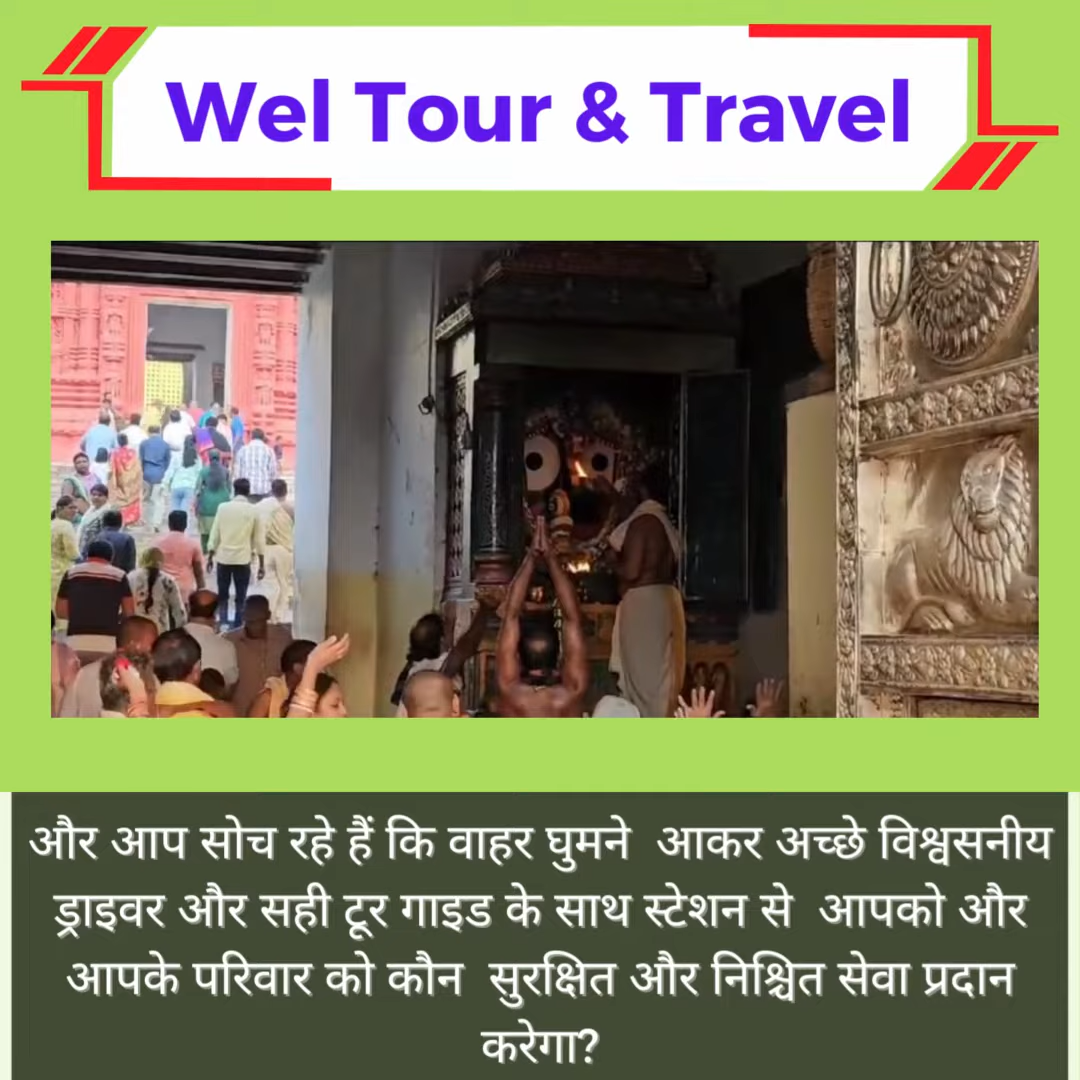 Wel Tour & Travel
और आप सोच रहे हैं कि वाहर घुमने आकर अच्छे विश्वसनीय
ड्राइवर और सही टूर गाइड के साथ स्टेशन से आपको और
आपके परिवार को कौन सुरक्षित और निश्चित सेवा प्रदान
करेगा?